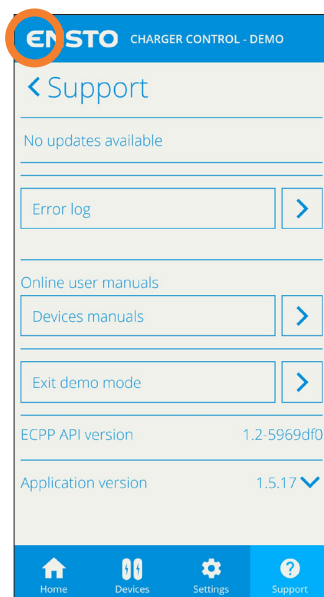 ENSTO CHARGER CONTROL - DEMO
Support
No updates available
Error log
Online user manuals
Devices manuals
Exit demo mode
ECPP API version 1.2-5969df0
Application version 1.5.17
Home Devices Settings Support